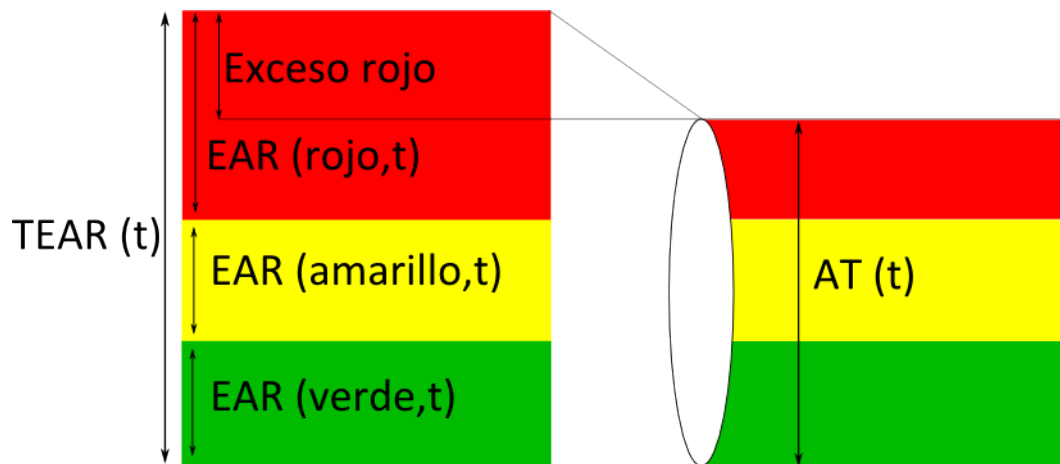 Exceso rojo
EAR (rojo,t)
TEAR (t)
EAR (amarillo,t)
AT (t)
EAR (verde,t)